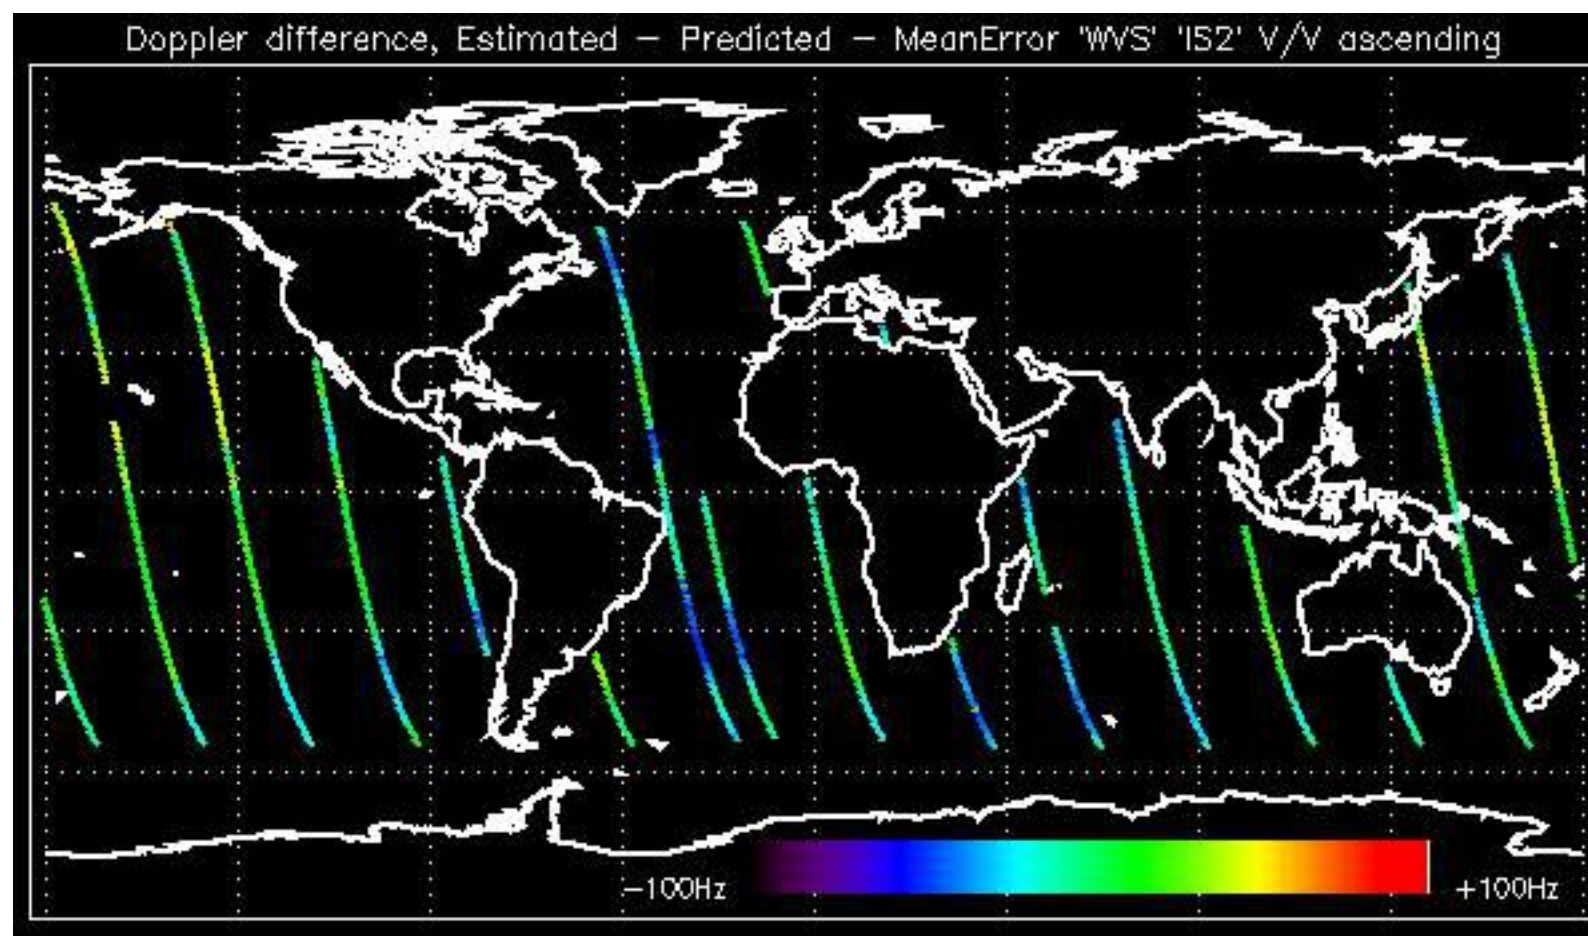 Doppler difference, Estimated – Predicted – MeanError 'WVS' 'IS2' V/V ascending
−100Hz +100Hz